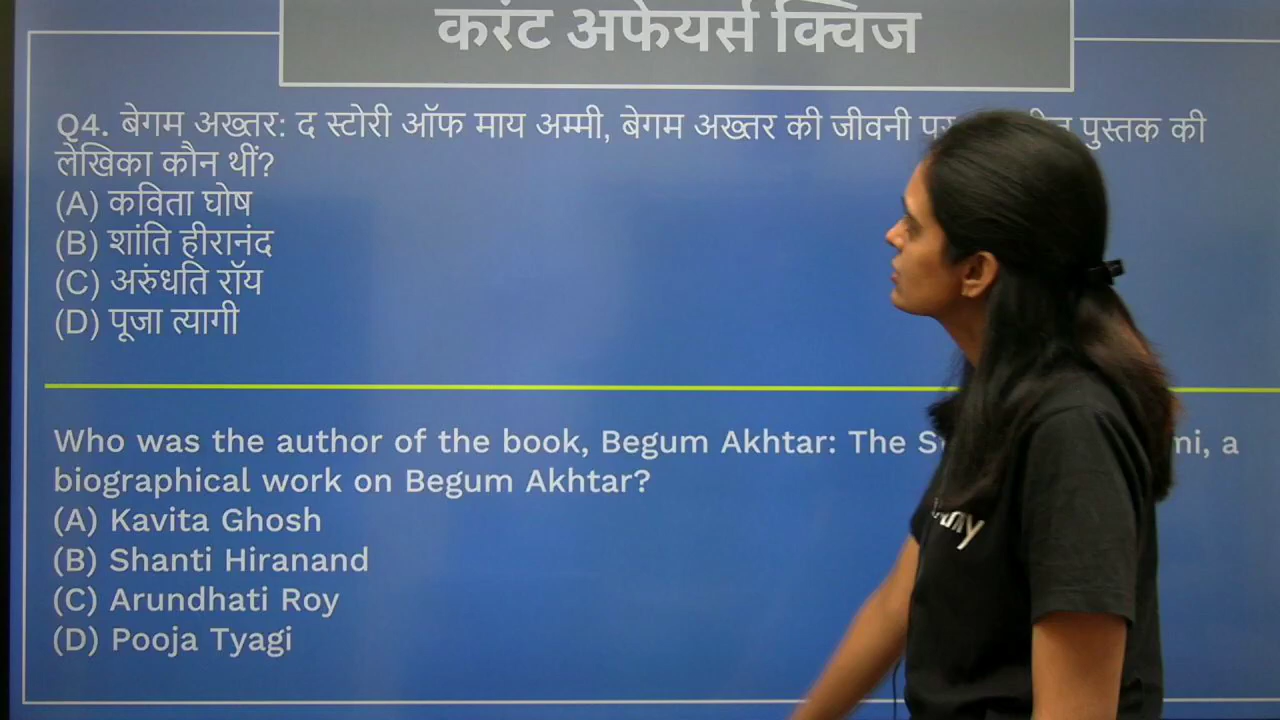 करंट अफेयर्स क्विज
Q4. बेगम अख्तर: द स्टोरी ऑफ माय अम्मी, बेगम अख्तर की जीवनी पर पुस्तक की
लेखिका कौन थीं?
(A) कविता घोष
(B) शांति हीरानंद
(C) अरुंधति रॉय
(D) पूजा त्यागी
Who was the author of the book, Begum Akhtar: The a
biographical work on Begum Akhtar?
(A) Kavita Ghosh
(B) Shanti Hiranand
(C) Arundhati Roy
(D) Pooja Tyagi